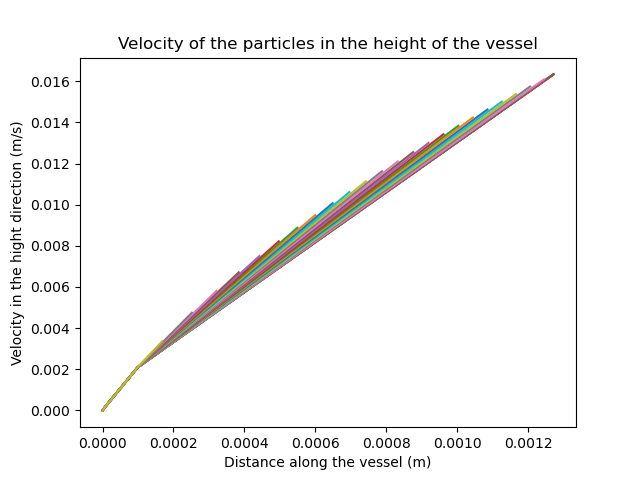 Velocity of the particles in the height of the vessel
0.016
0.014
0.012
0.010
0.008
0.006
0.004
0.002
0.000
Velocity in the hight direction (m/s)
0.0000 0.0002 0.0004 0.0006 0.0008 0.0010 0.0012
Distance along the vessel (m)